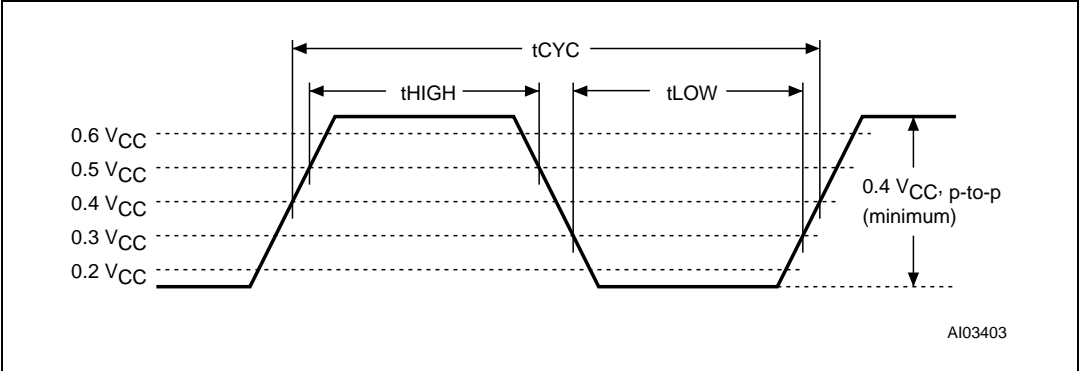 tCYC
tHIGH
tLOW
0.6 VCC
0.5 VCC
0.4 VCC
0.3 VCC
0.2 VCC
0.4 VCC, p-to-p
(minimum)
AI03403